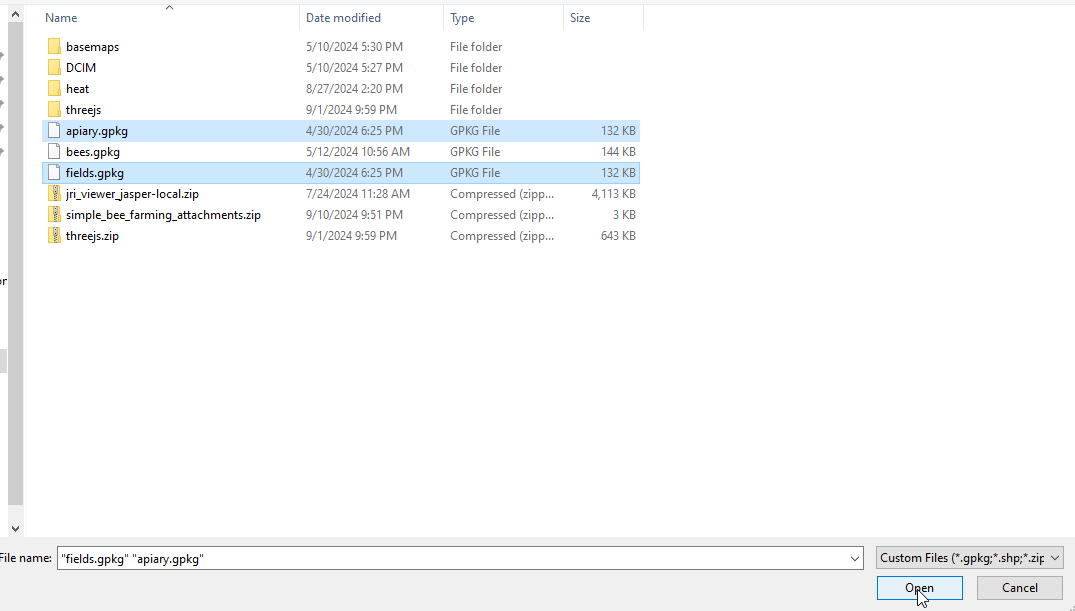 Name Date modified Type Size
basemaps 5/10/2024 5:30 PM File folder
DCIM 5/10/2024 5:27 PM File folder
heat 8/27/2024 2:20 PM File folder
threejs 9/1/2024 9:59 PM File folder
apiary.gpkg 4/30/2024 6:25 PM GPKG File 132 KB
bees.gpkg 5/12/2024 10:56 AM GPKG File 144 KB
fields.gpkg 4/30/2024 6:25 PM GPKG File 132 KB
jri_viewer_jasper-local.zip 7/24/2024 11:28 AM Compressed (zipp... 4,113 KB
simple_bee_farming_attachments.zip 9/10/2024 9:51 PM Compressed (zipp... 3 KB
threejs.zip 9/1/2024 9:59 PM Compressed (zipp... 643 KB
File name: "fields.gpkg" "apiary.gpkg" Custom Files (*.gpkg;*.shp;*.zip
Open Cancel